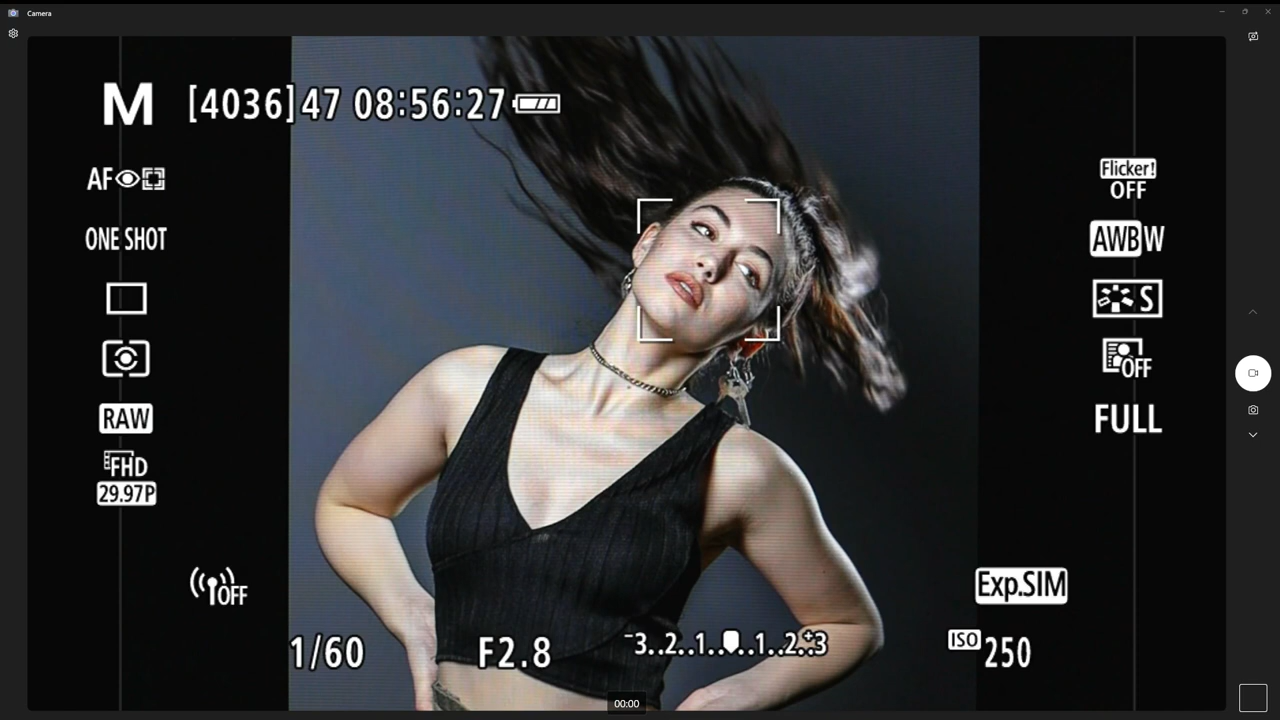 Camera
M
[4036]47 08:56:27
AF
ONE SHOT
RAW
FHD
29.97P
OFF
1/60
F2.8
-3..2..1..0..1..2..+3
Flicker!
OFF
AWBW
S
OFF
FULL
Exp.SIM
ISO 250
00:00